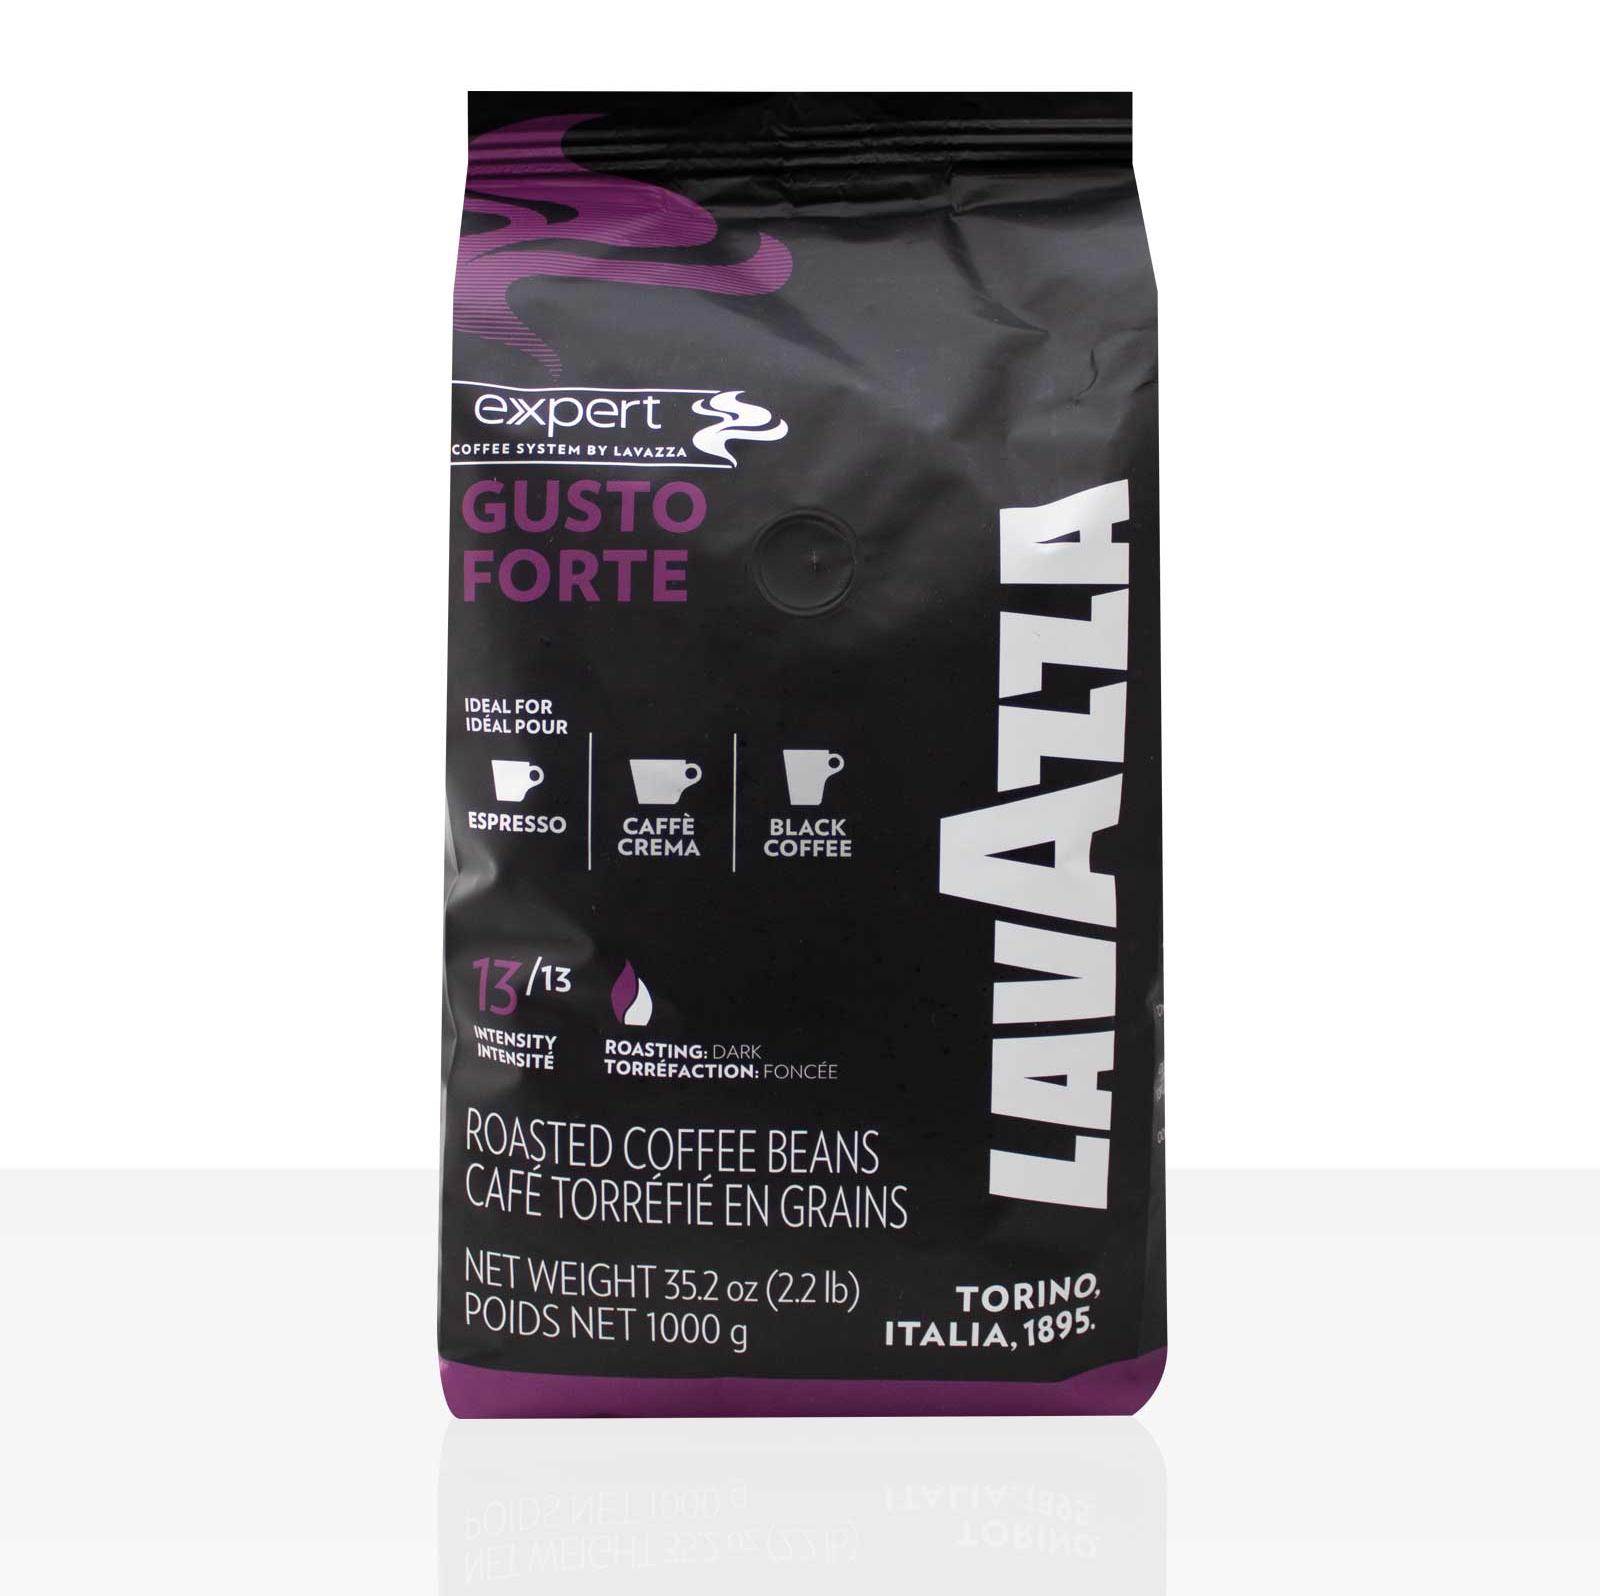 expert
COFFEE SYSTEM BY LAVAZZA
GUSTO
FORTE
IDEAL FOR
IDÉAL POUR
ESPRESSO
CAFFÈ
CREMA
BLACK
COFFEE
13/13
INTENSITY
INTENSITÉ
ROASTING: DARK
TORRÉFACTION: FONCÉE
ROASTED COFFEE BEANS
CAFÉ TORRÉFIÉ EN GRAINS
NET WEIGHT 35.2 oz (2.2 lb)
POIDS NET 1000 g
LAVAZZA
TORINO,
ITALIA, 1895.